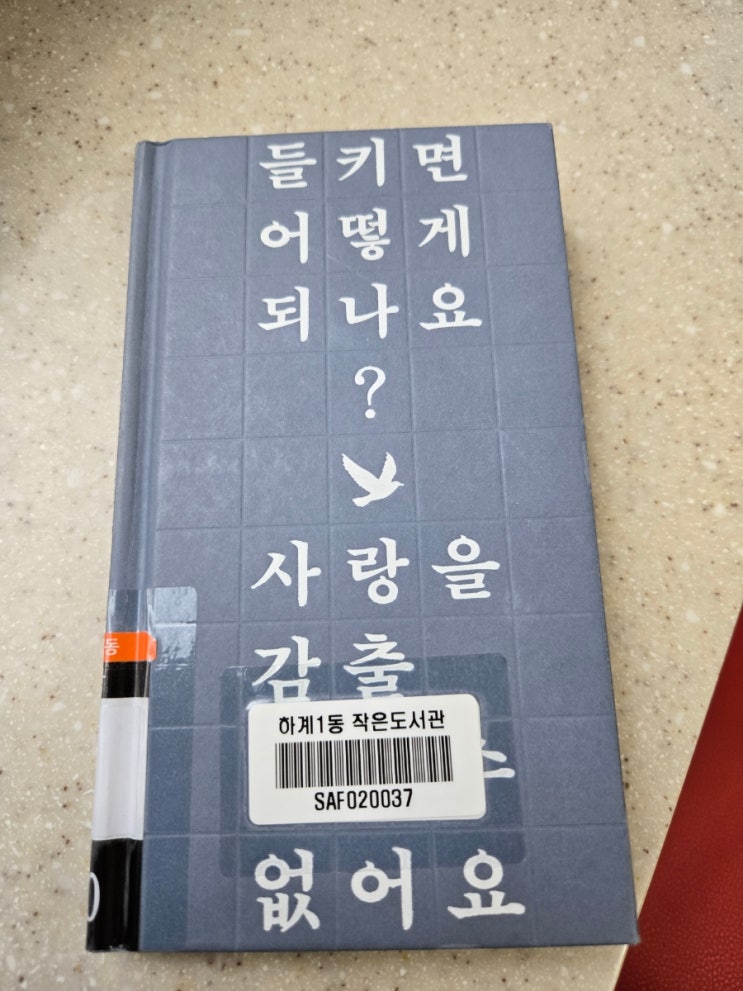 들키면
어떻게
되나요
?
사랑을
감출
없어요
하계1동 작은도서관
SAF020037
동